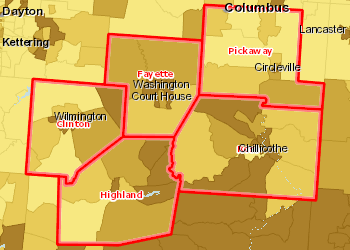 Dayton
Columbus
Lancaster
Kettering
Pickaway
Circleville
Fayette
Washington
Court House
Wilmington
Clinton
Chillicothe
Highland